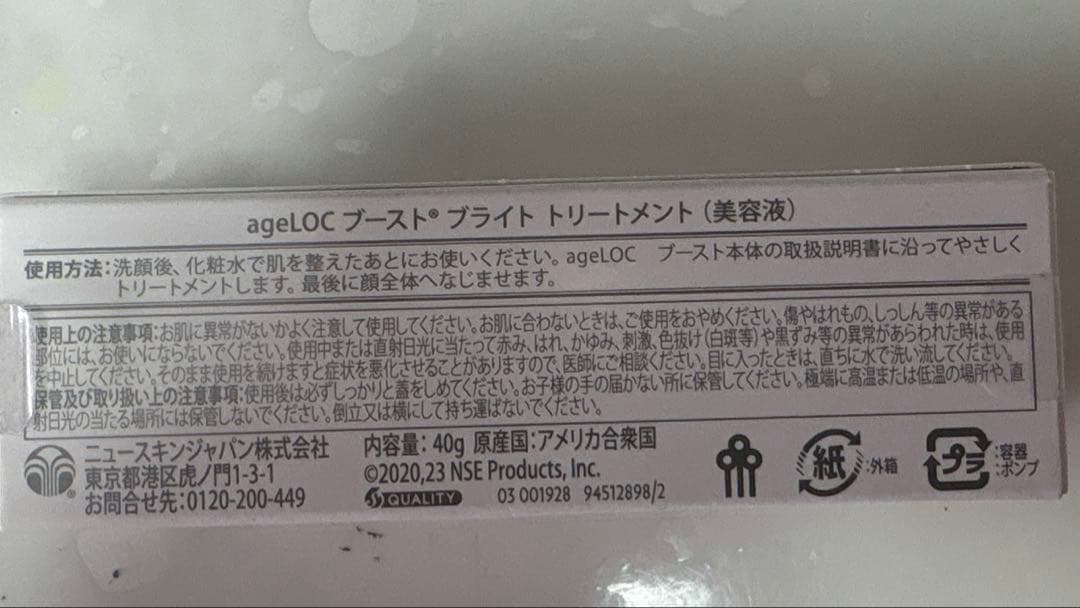 ageLOC ブースト® ブライト トリートメント（美容液）
使用方法：洗顔後、化粧水で肌を整えたあとにお使いください。ageLOC ブースト本体の取扱説明書に沿ってやさしく
トリートメントします。最後に顔全体へなじませます。
使用上の注意事項：お肌に異常がないかよく注意して使用してください。お肌に合わないときは、ご使用をおやめください。傷やはれもの、しっしん等の異常がある
部位には、お使いにならないでください。使用中または直射日光に当たって赤み、はれ、かゆみ、刺激、色抜け（白斑等）や黒ずみ等の異常があらわれた時は、使用
を中止してください。そのまま使用を続けますと症状を悪化させることがありますので、医師にご相談ください。目に入ったときは、直ちに水で洗い流してください。
保管及び取り扱い上の注意事項：使用後は必ずしっかりと蓋をしめてください。お子様の手の届かない所に保管してください。極端に高温または低温の場所や、直
射日光の当たる場所には保管しないでください。倒立又は横にして持ち運ばないでください。
ニュースキンジャパン株式会社
東京都港区虎ノ門1-3-1
お問合せ先：0120-200-449
内容量：40g 原産国：アメリカ合衆国
©2020,23 NSE Products, Inc.
QUALITY 03 001928 94512898/2
紙 ：外箱
プラ ：容器
：ポンプ